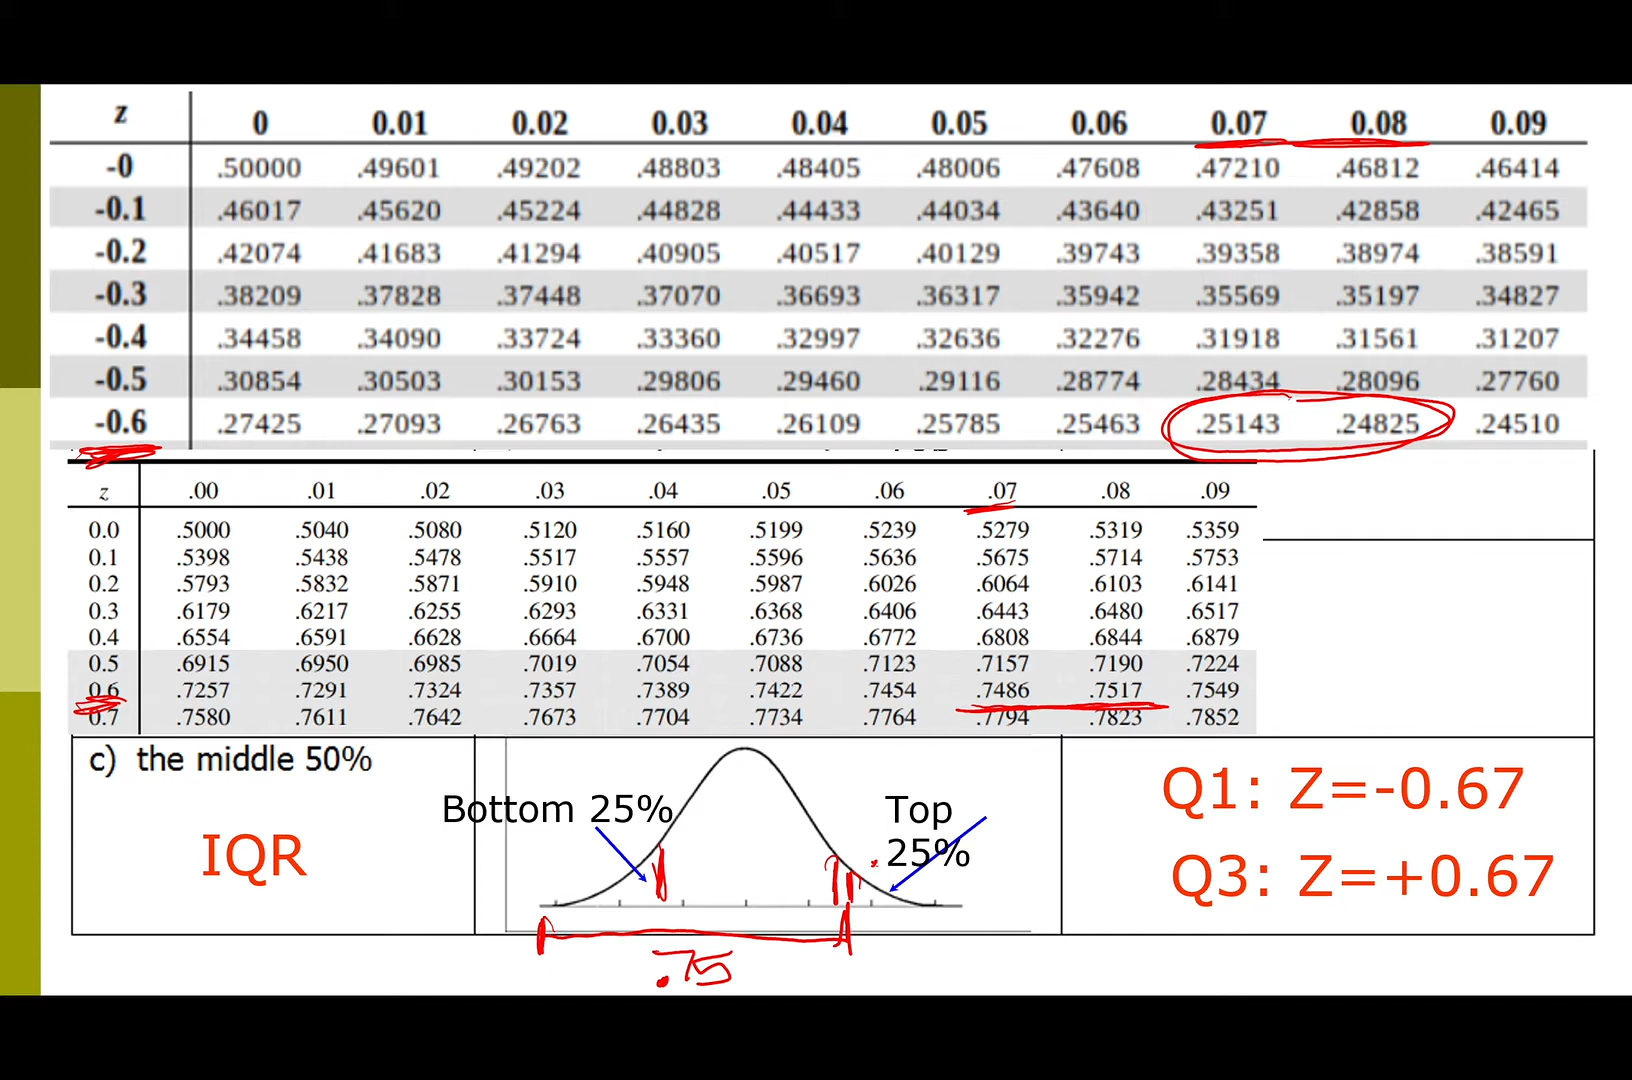 z 0 0.01 0.02 0.03 0.04 0.05 0.06 0.07 0.08 0.09
-0 .50000 .49601 .49202 .48803 .48405 .48006 .47608 .47210 .46812 .46414
-0.1 .46017 .45620 .45224 .44828 .44433 .44034 .43640 .43251 .42858 .42465
-0.2 .42074 .41683 .41294 .40905 .40517 .40129 .39743 .39358 .38974 .38591
-0.3 .38209 .37828 .37448 .37070 .36693 .36317 .35942 .35569 .35197 .34827
-0.4 .34458 .34090 .33724 .33360 .32997 .32636 .32276 .31918 .31561 .31207
-0.5 .30854 .30503 .30153 .29806 .29460 .29116 .28774 .28434 .28096 .27760
-0.6 .27425 .27093 .26763 .26435 .26109 .25785 .25463 .25143 .24825 .24510
z .00 .01 .02 .03 .04 .05 .06 .07 .08 .09
0.0 .5000 .5040 .5080 .5120 .5160 .5199 .5239 .5279 .5319 .5359
0.1 .5398 .5438 .5478 .5517 .5557 .5596 .5636 .5675 .5714 .5753
0.2 .5793 .5832 .5871 .5910 .5948 .5987 .6026 .6064 .6103 .6141
0.3 .6179 .6217 .6255 .6293 .6331 .6368 .6406 .6443 .6480 .6517
0.4 .6554 .6591 .6628 .6664 .6700 .6736 .6772 .6808 .6844 .6879
0.5 .6915 .6950 .6985 .7019 .7054 .7088 .7123 .7157 .7190 .7224
0.6 .7257 .7291 .7324 .7357 .7389 .7422 .7454 .7486 .7517 .7549
0.7 .7580 .7611 .7642 .7673 .7704 .7734 .7764 .7794 .7823 .7852
c) the middle 50%
IQR
Bottom 25%
Top
25%
.75
Q1: Z=-0.67
Q3: Z=+0.67